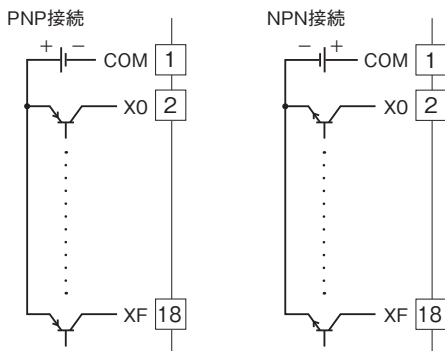 PNP接続
+ −
COM 1
X0 2
XF 18
NPN接続
− +
COM 1
X0 2
XF 18